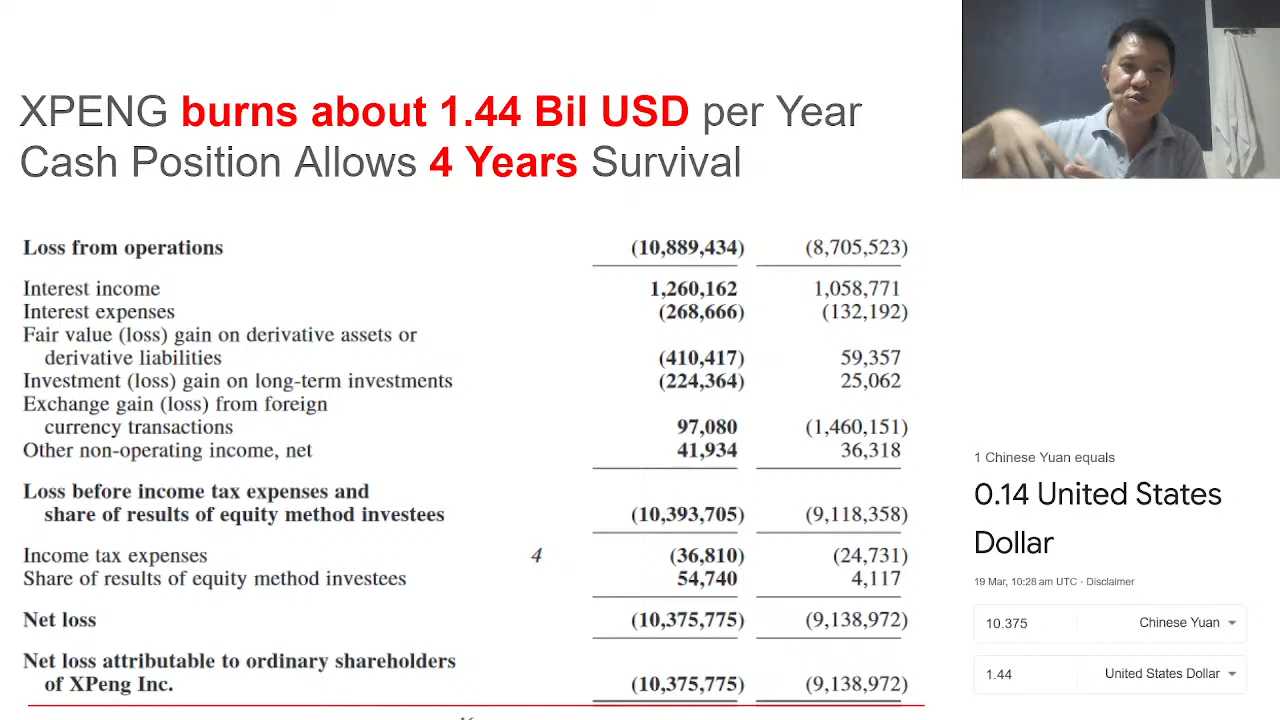 XPENG burns about 1.44 Bil USD per Year
Cash Position Allows 4 Years Survival
Loss from operations (10,889,434) (8,705,523)
Interest income 1,260,162 1,058,771
Interest expenses (268,666) (132,192)
Fair value (loss) gain on derivative assets or
derivative liabilities (410,417) 59,357
Investment (loss) gain on long-term investments (224,364) 25,062
Exchange gain (loss) from foreign
currency transactions 97,080 (1,460,151)
Other non-operating income, net 41,934 36,318
Loss before income tax expenses and
share of results of equity method investees (10,393,705) (9,118,358)
Income tax expenses 4 (36,810) (24,731)
Share of results of equity method investees 54,740 4,117
Net loss (10,375,775) (9,138,972)
Net loss attributable to ordinary shareholders
of XPeng Inc. (10,375,775) (9,138,972)
1 Chinese Yuan equals
0.14 United States
Dollar
19 Mar, 10:28 am UTC · Disclaimer
10.375 Chinese Yuan
1.44 United States Dollar